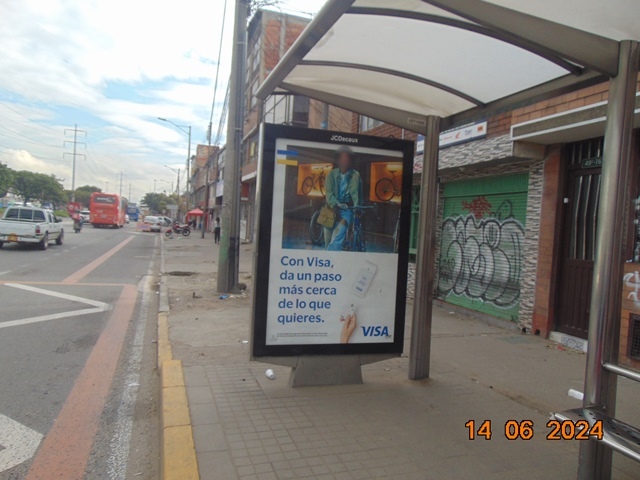 JCDecaux
Con Visa,
da un paso
más cerca
de lo que
quieres.
VISA
14 06 2024